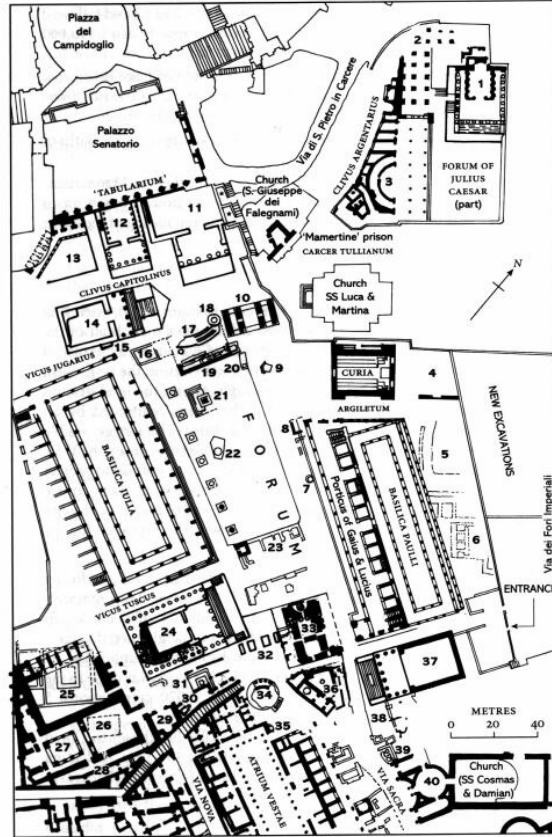 Piazza
del
Campidoglio
Palazzo
Senatorio
'TABULARIUM'
Via di S. Pietro in Carcere
CLIVUS ARGENTARIUS
2
1
3
FORUM OF
JULIUS
CAESAR
(part)
Church
(S. Giuseppe
dei
Falegnami)
'Mamertine' prison
CARCER TULLIANUM
N
11
12
13
CLIVUS CAPITOLINUS
14
10
18
17
Church
SS Luca &
Martina
VICUS JUGARIUS
15
16
19
20
9
CURIA
4
ARGILETUM
21
8
NEW EXCAVATIONS
BASILICA JULIA
FORUM
22
7
5
6
Porticus of Gaius & Lucius
BASILICA PAULLI
Via dei Fori Imperiali
23
ENTRANCE
VICUS TUSCUS
24
33
32
37
25
31
30
34
36
26
29
35
38
27
28
39
METRES
0 20 40
VIA NOVA
ATRIUM VESTAE
VIA SACRA
40
Church
(SS Cosmas
& Damian)